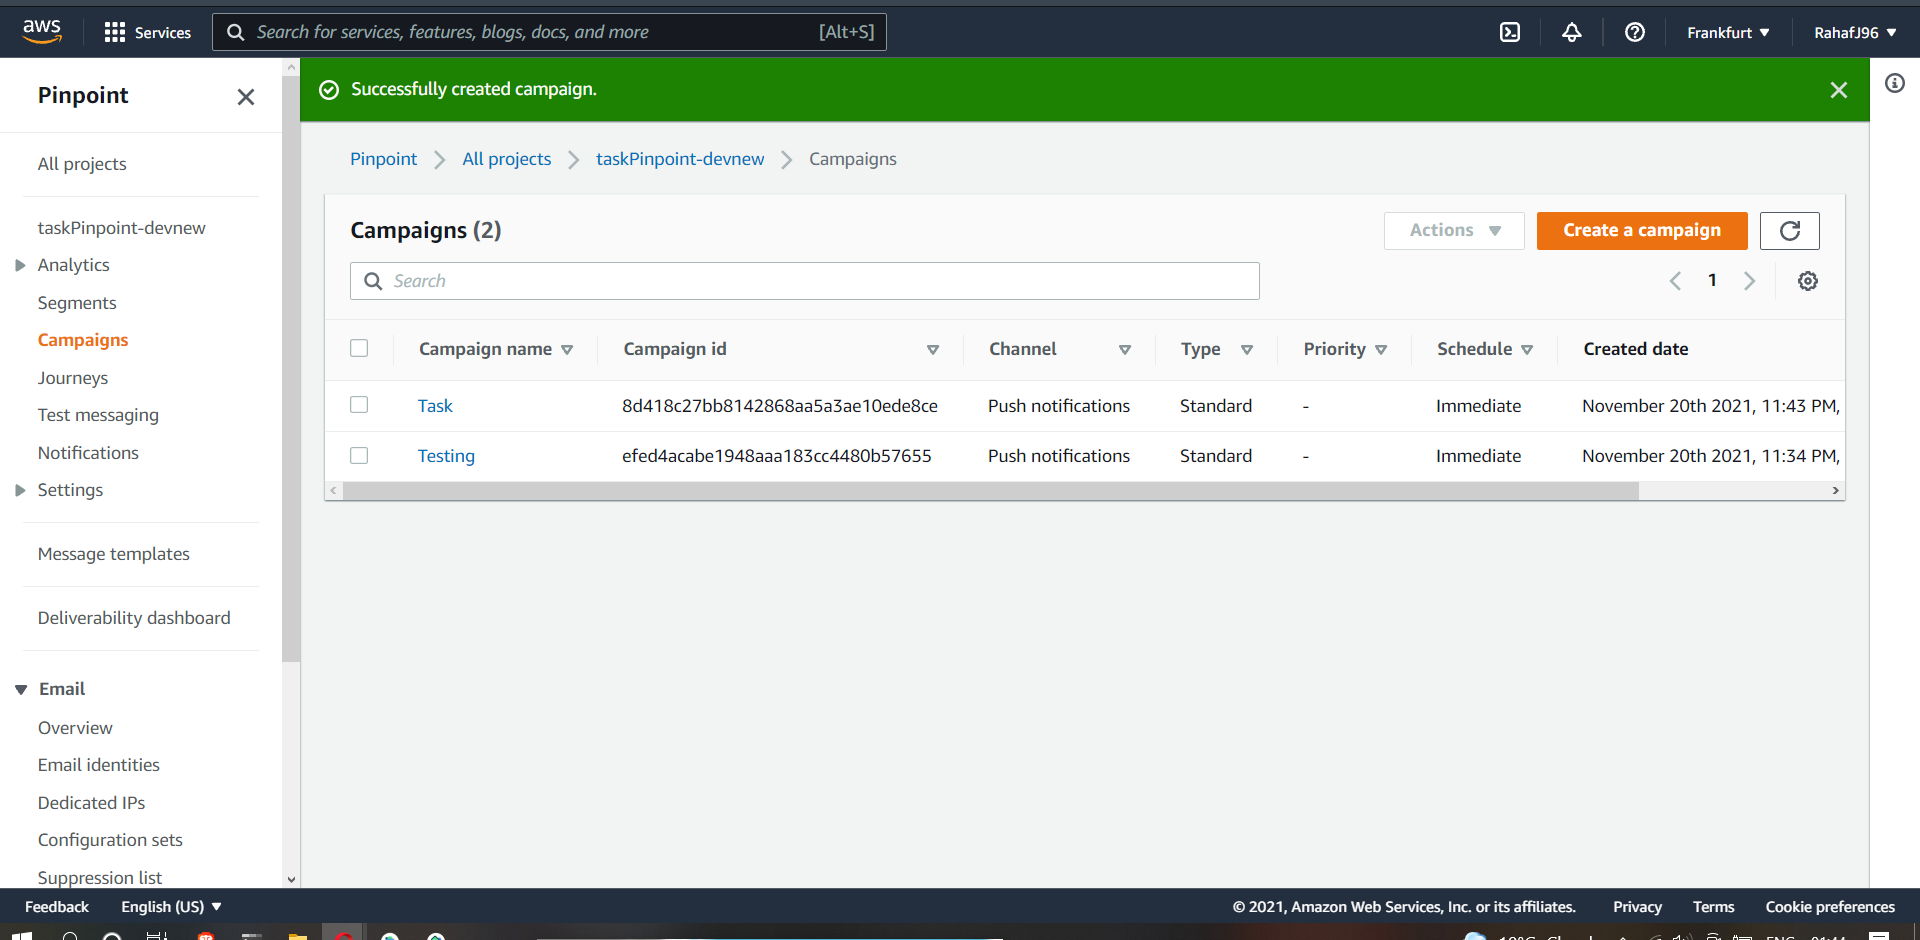 aws
Services
Search for services, features, blogs, docs, and more
[Alt+S]
Frankfurt
RahafJ96
Pinpoint
All projects
taskPinpoint-devnew
Analytics
Segments
Campaigns
Journeys
Test messaging
Notifications
Settings
Message templates
Deliverability dashboard
Email
Overview
Email identities
Dedicated IPs
Configuration sets
Suppression list
Successfully created campaign.
Pinpoint All projects taskPinpoint-devnew Campaigns
Campaigns (2)
Actions
Create a campaign
Search
1
Campaign name Campaign id Channel Type Priority Schedule Created date
Task 8d418c27bb8142868aa5a3ae10ede8ce Push notifications Standard - Immediate November 20th 2021, 11:43 PM,
Testing efed4acabe1948aaa183cc4480b57655 Push notifications Standard - Immediate November 20th 2021, 11:34 PM,
Feedback English (US)
© 2021, Amazon Web Services, Inc. or its affiliates. Privacy Terms Cookie preferences